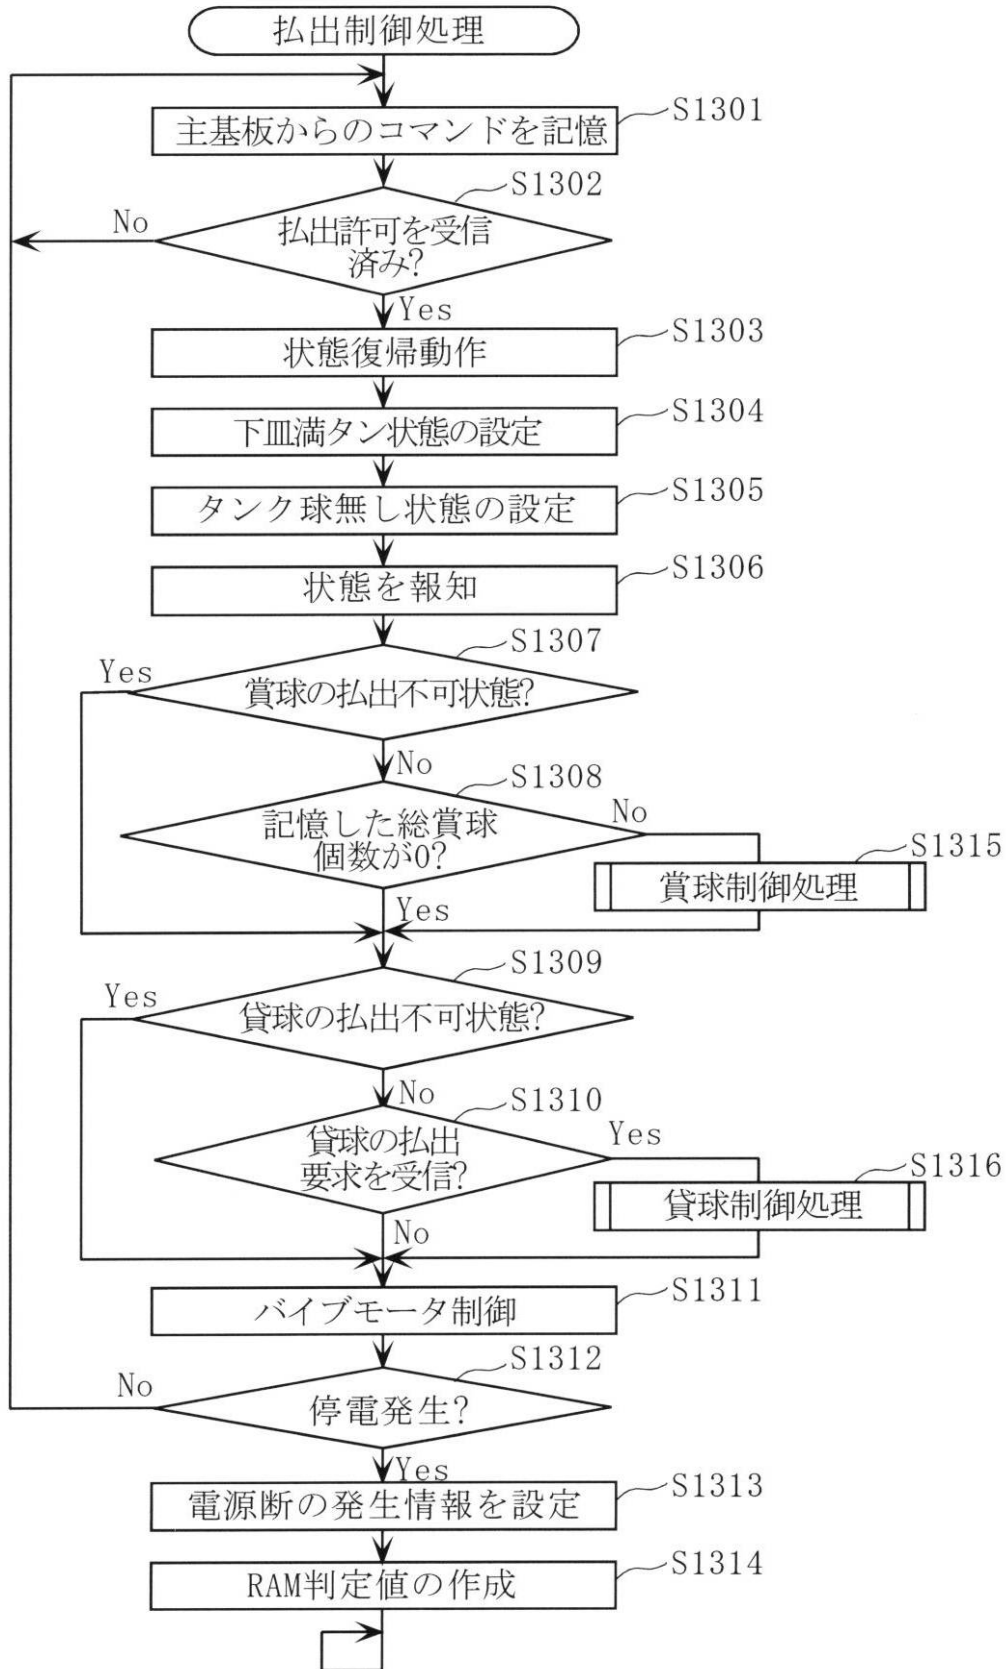 払出制御処理
S1301
主基板からのコマンドを記憶
S1302
No
払出許可を受信
済み?
Yes
S1303
状態復帰動作
S1304
下皿満タン状態の設定
S1305
タンク球無し状態の設定
S1306
状態を報知
S1307
Yes
賞球の払出不可状態?
No
S1308
No
記憶した総賞球
個数が0?
S1315
賞球制御処理
Yes
S1309
Yes
貸球の払出不可状態?
No
S1310
Yes
貸球の払出
要求を受信?
S1316
貸球制御処理
No
S1311
バイブモータ制御
S1312
No
停電発生?
Yes
S1313
電源断の発生情報を設定
S1314
RAM判定値の作成